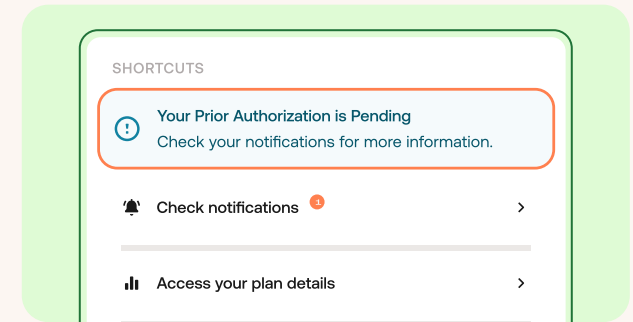 SHORTCUTS
Your Prior Authorization is Pending
Check your notifications for more information.
Check notifications 1
Access your plan details